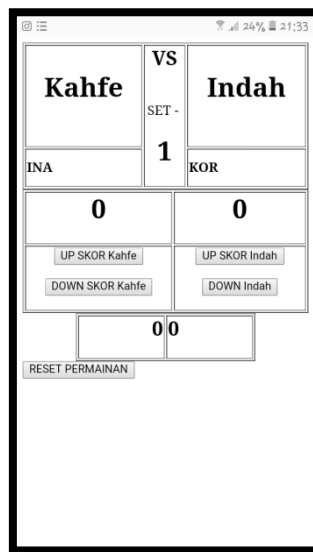 24% 21:33
Kahfe VS Indah
SET -
1
INA KOR
0 0
UP SKOR Kahfe UP SKOR Indah
DOWN SKOR Kahfe DOWN Indah
0 0
RESET PERMAINAN